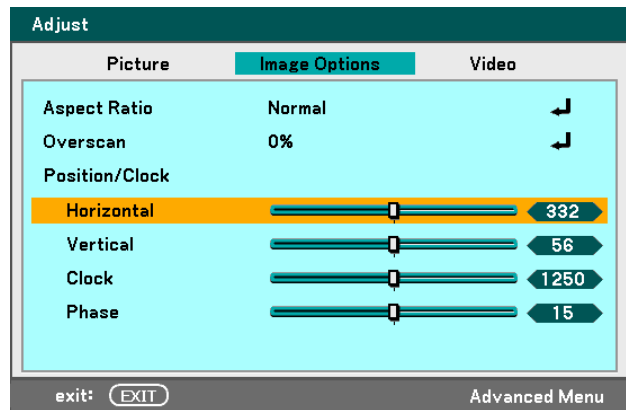 Adjust
Picture Image Options Video
Aspect Ratio Normal
Overscan 0%
Position/Clock
Horizontal 332
Vertical 56
Clock 1250
Phase 15
exit: EXIT Advanced Menu